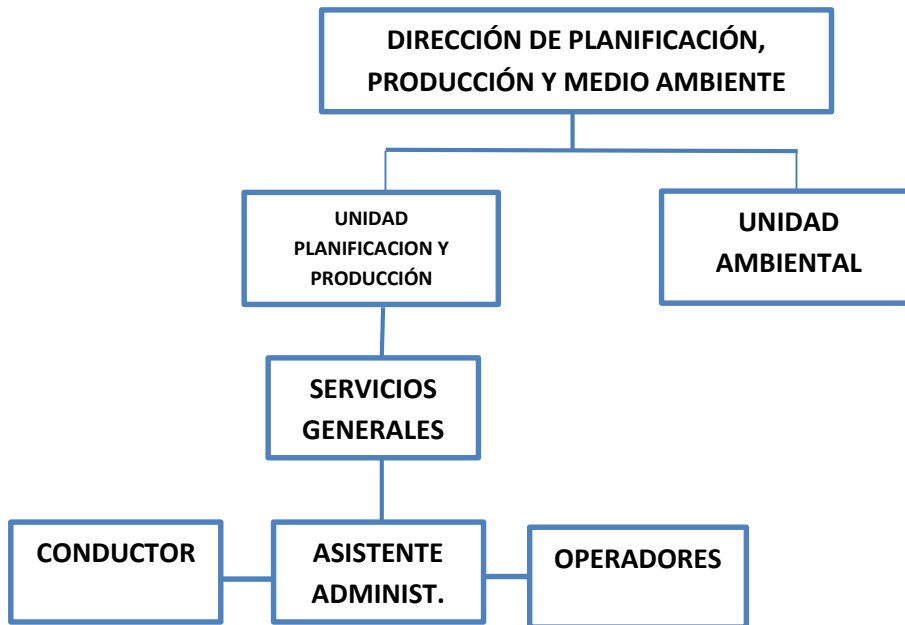 DIRECCIÓN DE PLANIFICACIÓN,
PRODUCCIÓN Y MEDIO AMBIENTE
UNIDAD
PLANIFICACION Y
PRODUCCIÓN
UNIDAD
AMBIENTAL
SERVICIOS
GENERALES
CONDUCTOR
ASISTENTE
ADMINIST.
OPERADORES